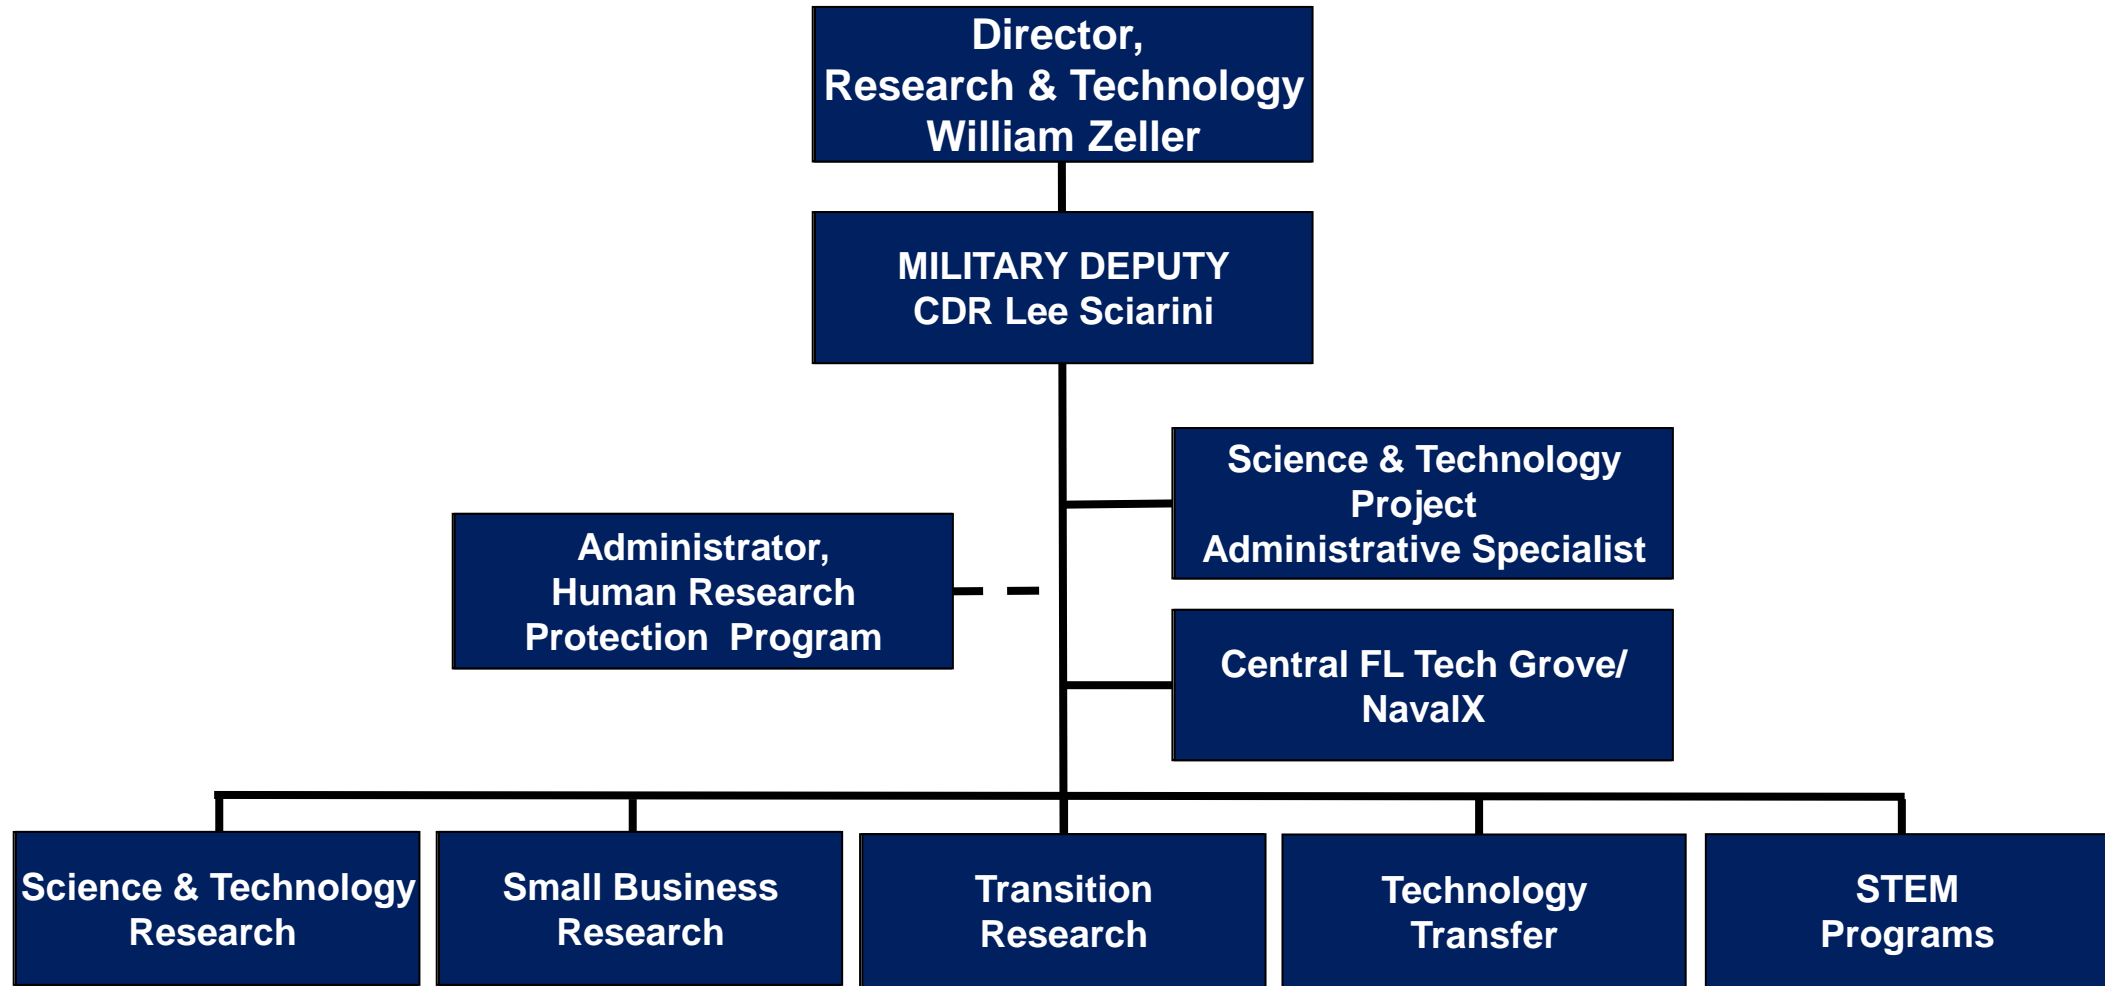 Director,
Research & Technology
William Zeller
MILITARY DEPUTY
CDR Lee Sciarini
Science & Technology
Project
Administrative Specialist
Administrator,
Human Research
Protection  Program
Central FL Tech Grove/
NavalX
Science & Technology
Research
Small Business
Research
Transition
Research
Technology
Transfer
STEM
Programs